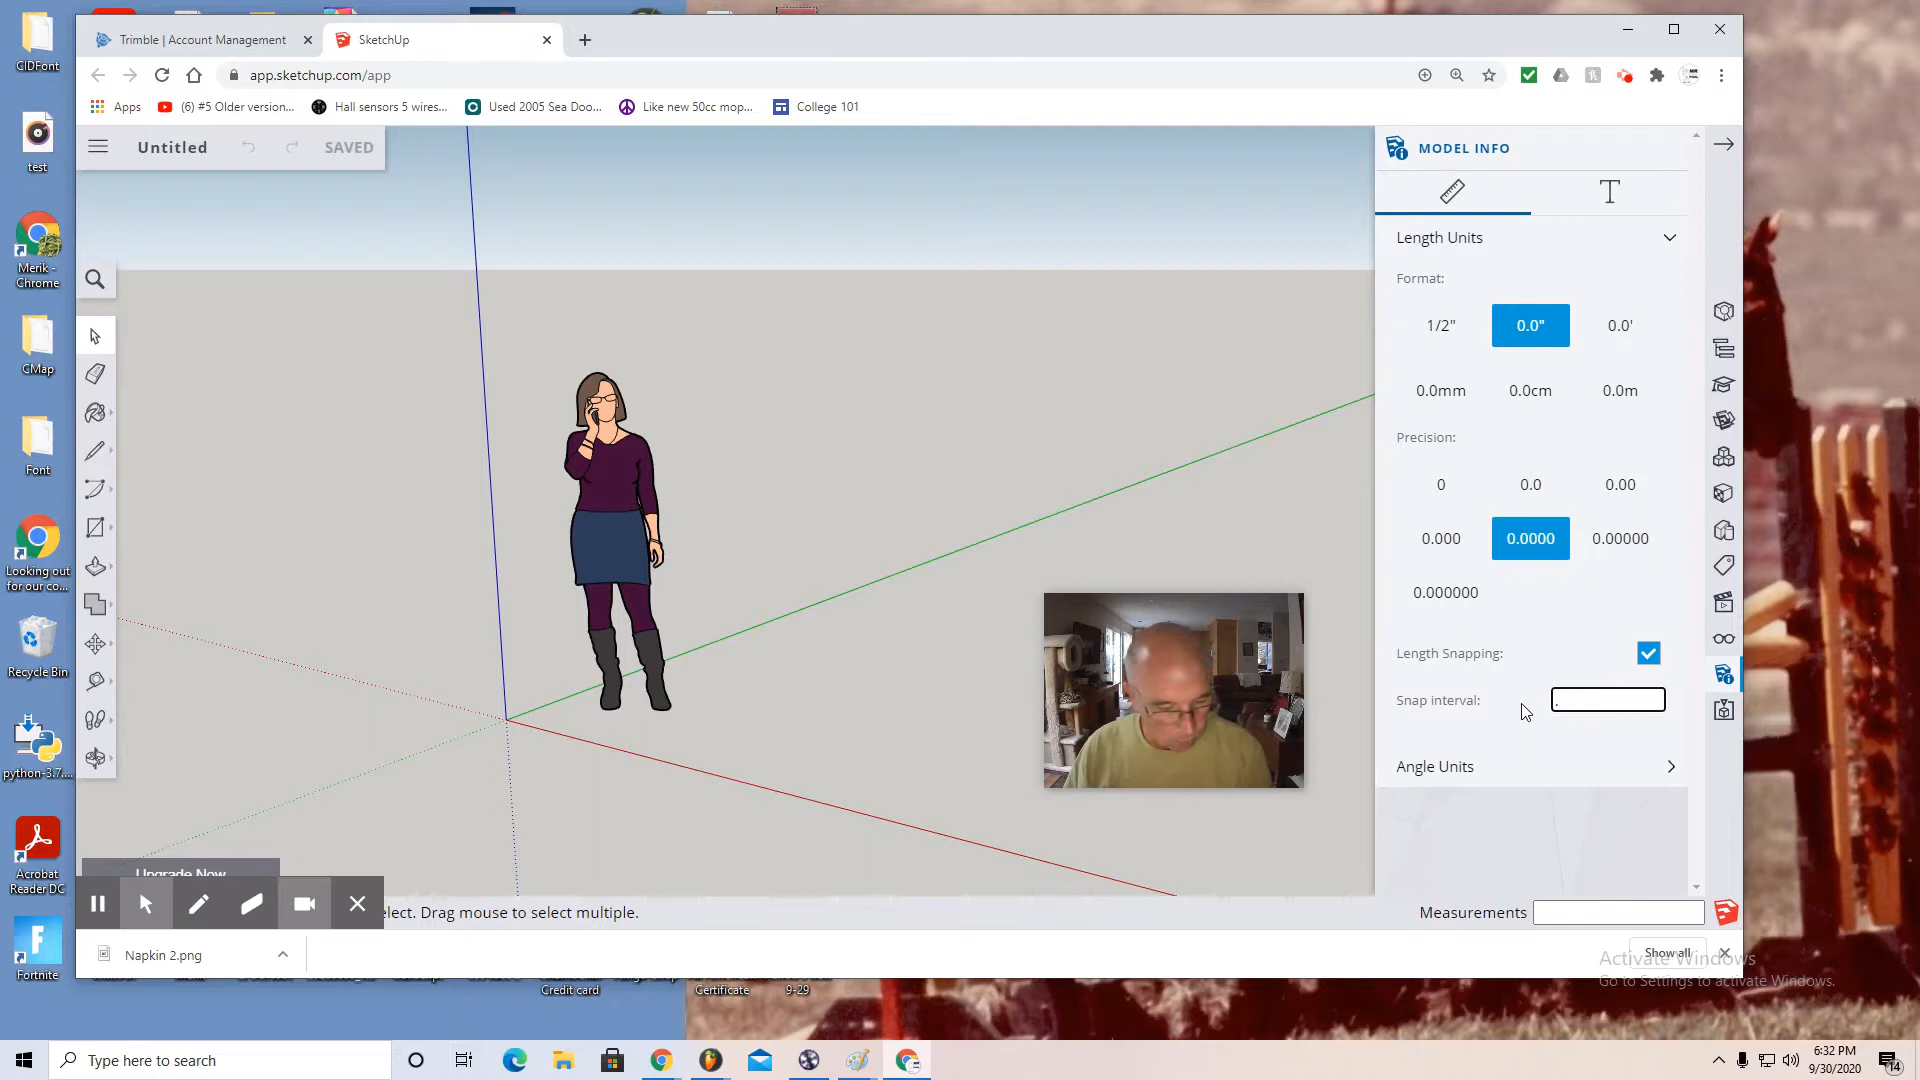 CIDFont
test
Merik -
Chrome
CMap
Font
Looking out
for our co...
Recycle Bin
python-3.7....
Acrobat
Reader DC
Fortnite
Trimble | Account Management
SketchUp
app.sketchup.com/app
Apps
(6) #5 Older version...
Hall sensors 5 wires...
Used 2005 Sea Doo...
Like new 50cc mop...
College 101
Untitled
SAVED
MODEL INFO
Length Units
Format:
1/2"
0.0"
0.0'
0.0mm
0.0cm
0.0m
Precision:
0
0.0
0.00
0.000
0.0000
0.00000
0.000000
Length Snapping:
Snap interval:
.
Angle Units
Upgrade Now
elect. Drag mouse to select multiple.
Measurements
Napkin 2.png
Show all
Activate Windows
Go to Settings to activate Windows.
Credit card
Certificate
9-29
Type here to search
6:32 PM
9/30/2020
14